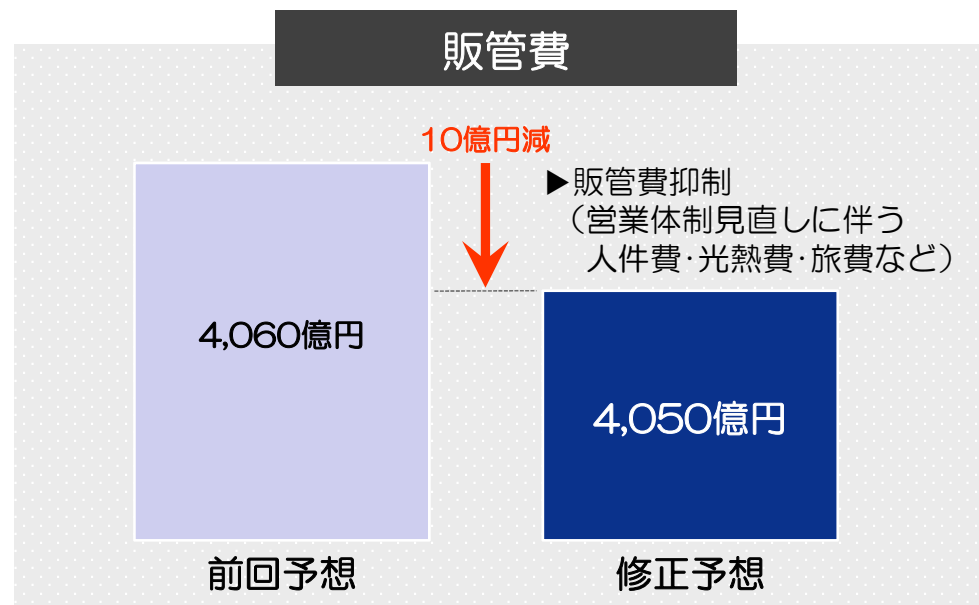 販管費
10億円減
▶販管費抑制
（営業体制見直しに伴う
人件費・光熱費・旅費など）
4,060億円
4,050億円
前回予想
修正予想